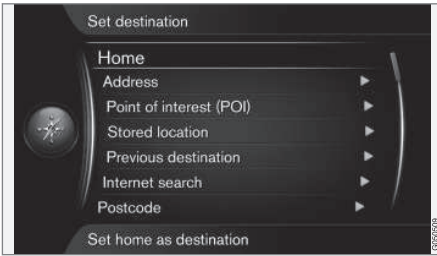 Set destination
Home
Address
Point of interest (POI)
Stored location
Previous destination
Internet search
Postcode
Set home as destination
G050509